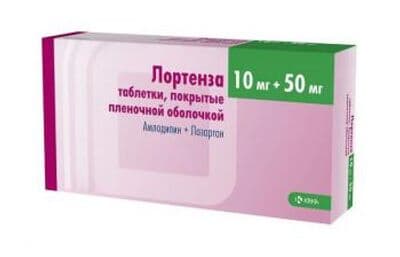 Лортенза
10 мг + 50 мг
таблетки, покрытые
пленочной оболочкой
Амлодипин + Лозартан
KRKA